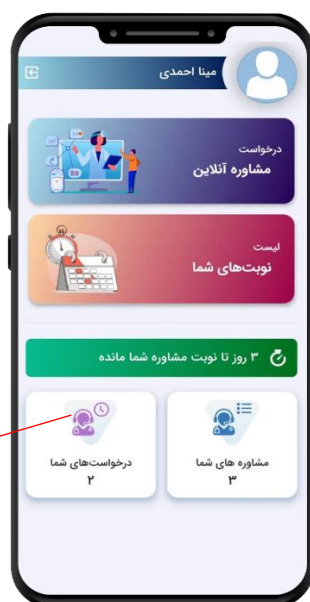 مینا احمدی
درخواست
مشاوره آنلاین
لیست
نوبت‌های شما
۳ روز تا نوبت مشاوره شما مانده
مشاوره های شما
۳
درخواست‌های شما
۲